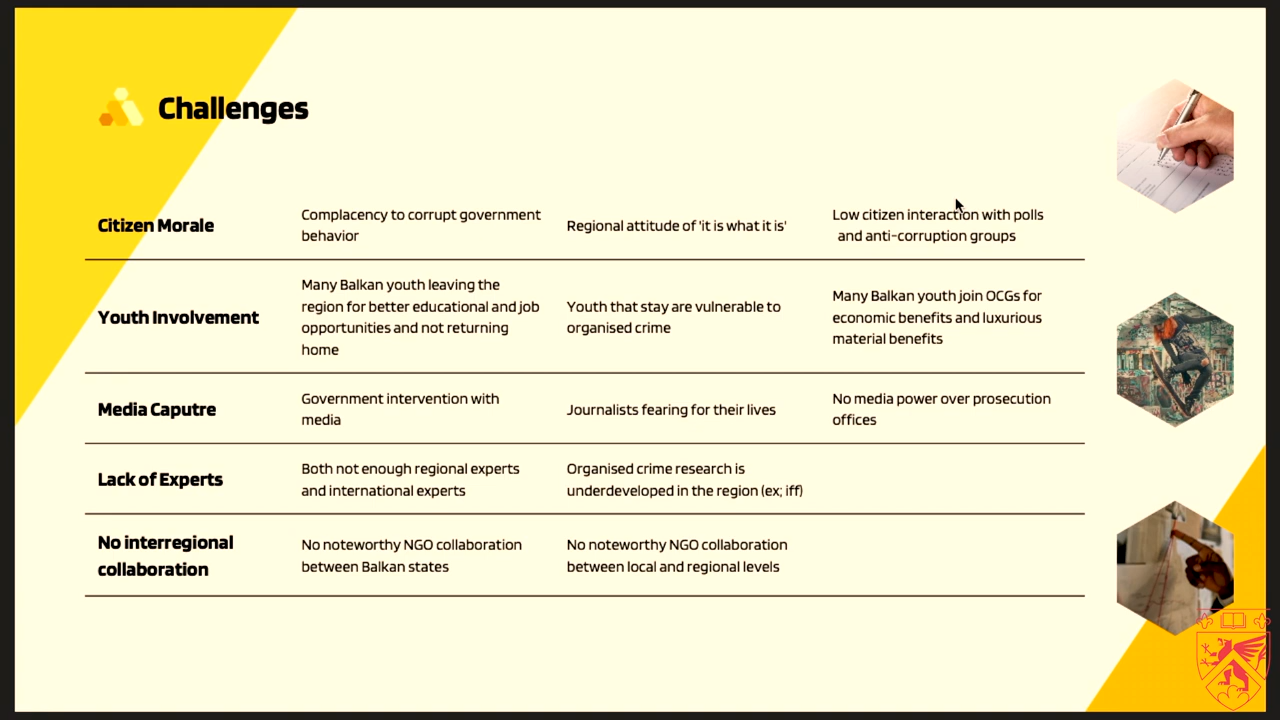 Challenges
Citizen Morale
Complacency to corrupt government
behavior
Regional attitude of 'it is what it is'
Low citizen interaction with polls
and anti-corruption groups
Youth Involvement
Many Balkan youth leaving the
region for better educational and job
opportunities and not returning
home
Youth that stay are vulnerable to
organised crime
Many Balkan youth join OCGs for
economic benefits and luxurious
material benefits
Media Caputre
Government intervention with
media
Journalists fearing for their lives
No media power over prosecution
offices
Lack of Experts
Both not enough regional experts
and international experts
Organised crime research is
underdeveloped in the region (ex; iff)
No interregional
collaboration
No noteworthy NGO collaboration
between Balkan states
No noteworthy NGO collaboration
between local and regional levels